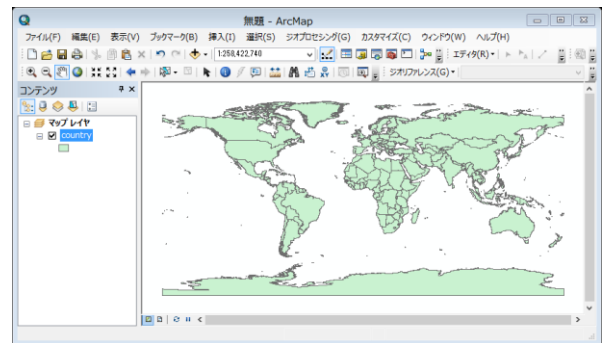 無題 - ArcMap
ファイル(F) 編集(E) 表示(V) ブックマーク(B) 挿入(I) 選択(S) ジオプロセシング(G) カスタマイズ(C) ウィンドウ(W) ヘルプ(H)
1:258,422,740 エディタ(R)
ジオリファレンス(G)
コンテンツ
マップ レイヤ
country